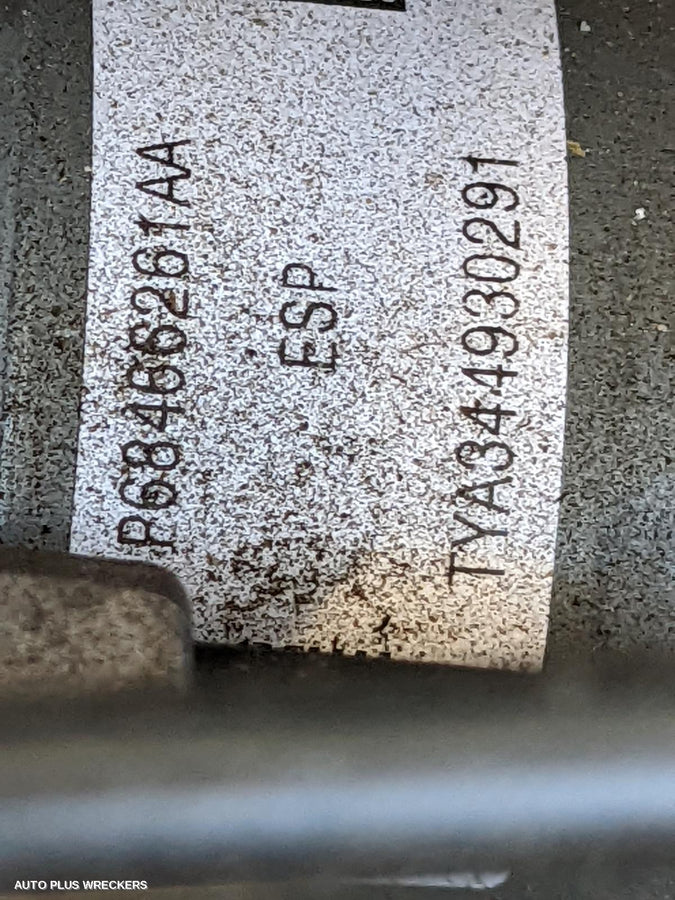 P68466261AA
ESP
TYA344930291
AUTO PLUS WRECKERS